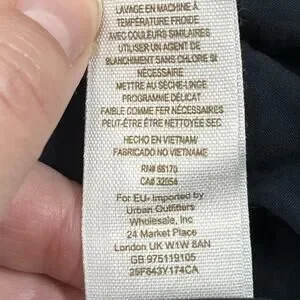 LAVAGE EN MACHINE À
TEMPÉRATURE FROIDE
AVEC COULEURS SIMILAIRES
UTILISER UN AGENT DE
BLANCHIMENT SANS CHLORE SI
NÉCESSAIRE
METTRE AU SÈCHE-LINGE
PROGRAMME DÉLICAT
FAIBLE COMME FER NÉCESSAIRES
PEUT-ÊTRE ÊTRE NETTOYÉE SEC
HECHO EN VIETNAM/
FABRICADO NO VIETNAME
RN# 66170
CA# 32054
For EU- Imported by
Urban Outfitters
Wholesale, Inc
24 Market Place
London UK W1W 8AN
GB 975119105
25F643Y174CA